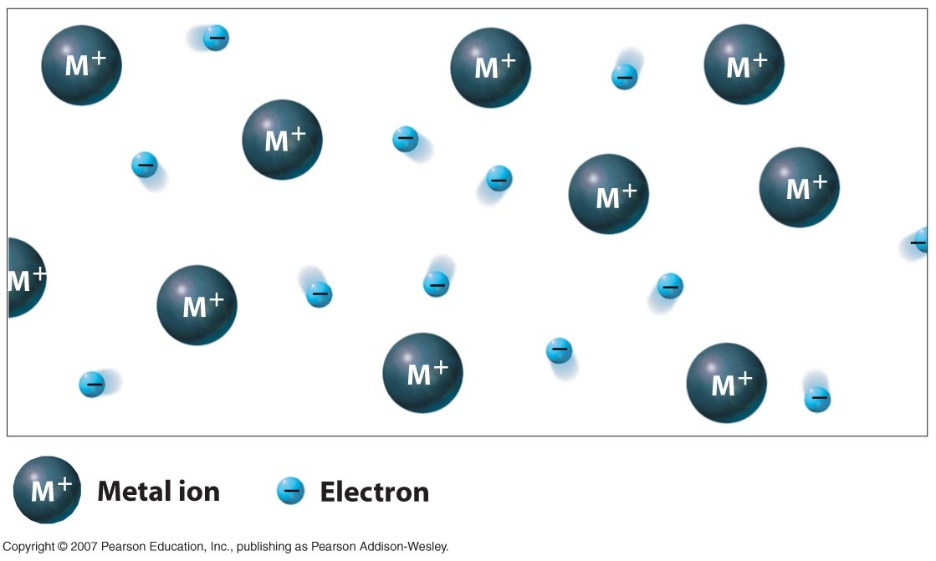 M+
M+
M+
M+
M+
M+
M+
M+
M+
M+
M+ Metal ion − Electron
Copyright © 2007 Pearson Education, Inc., publishing as Pearson Addison-Wesley.